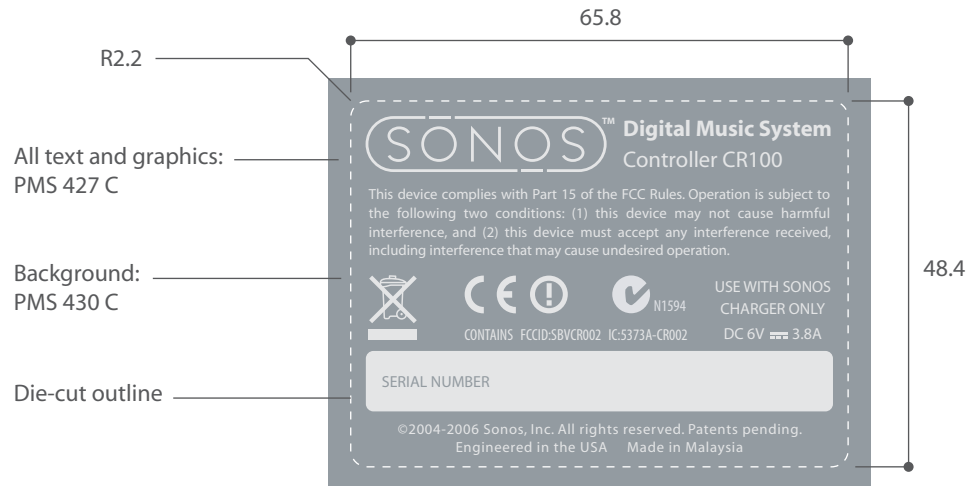 65.8
R2.2
All text and graphics:
PMS 427 C
Background:
PMS 430 C
Die-cut outline
48.4
SONOS™
Digital Music System
Controller CR100
This device complies with Part 15 of the FCC Rules. Operation is subject to
the following two conditions: (1) this device may not cause harmful
interference, and (2) this device must accept any interference received,
including interference that may cause undesired operation.
CE
N1594
USE WITH SONOS
CHARGER ONLY
DC 6V ⎓ 3.8A
CONTAINS FCCID:SBVCR002 IC:5373A-CR002
SERIAL NUMBER
©2004-2006 Sonos, Inc. All rights reserved. Patents pending.
Engineered in the USA Made in Malaysia